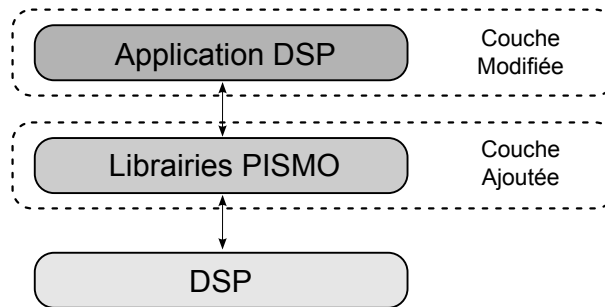 Application DSP
Couche
Modifiée
Librairies PISMO
Couche
Ajoutée
DSP